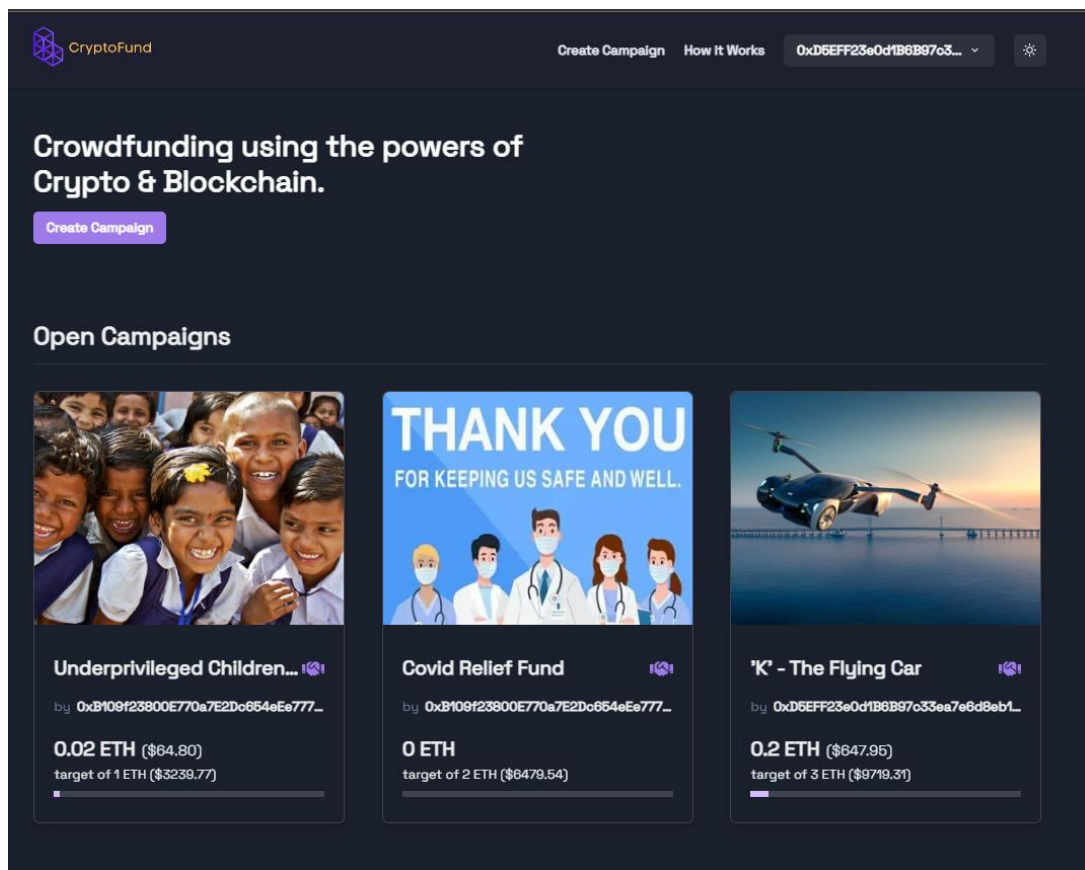 CryptoFund
Create Campaign
How It Works
0xD5EFF23e0d1B6B97c3...
Crowdfunding using the powers of
Crypto & Blockchain.
Create Campaign
Open Campaigns
THANK YOU
FOR KEEPING US SAFE AND WELL.
Underprivileged Children...
by 0xB109f23800E770a7E2Dc654eEe777...
0.02 ETH ($64.80)
target of 1 ETH ($3239.77)
Covid Relief Fund
by 0xB109f23800E770a7E2Dc654eEe777...
0 ETH
target of 2 ETH ($6479.54)
'K' - The Flying Car
by 0xD5EFF23e0d1B6B97c33ea7e6d8eb1...
0.2 ETH ($647.95)
target of 3 ETH ($9719.31)